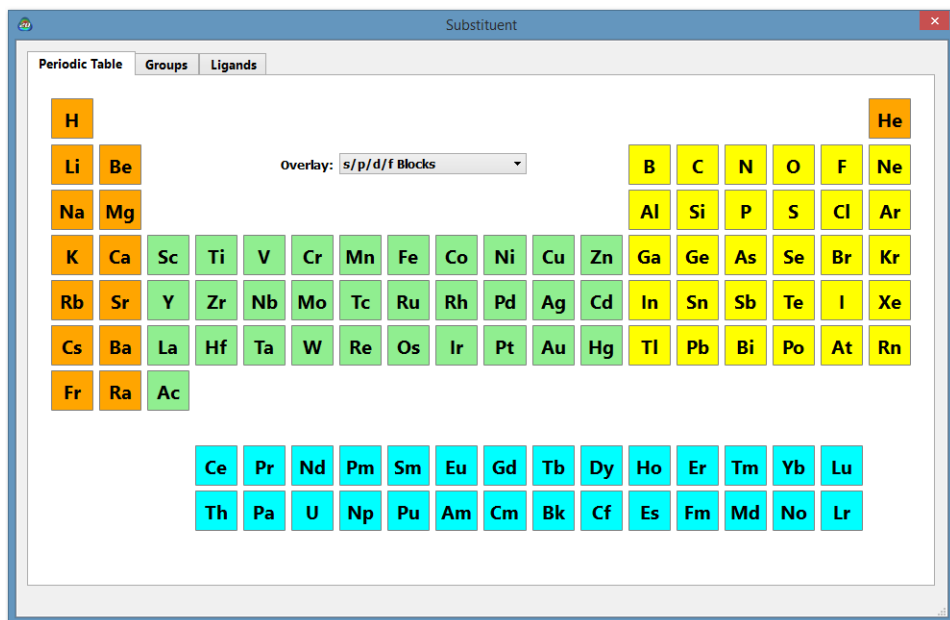 Substituent
Periodic Table Groups Ligands
H He
Li Be Overlay: s/p/d/f Blocks B C N O F Ne
Na Mg Al Si P S Cl Ar
K Ca Sc Ti V Cr Mn Fe Co Ni Cu Zn Ga Ge As Se Br Kr
Rb Sr Y Zr Nb Mo Tc Ru Rh Pd Ag Cd In Sn Sb Te I Xe
Cs Ba La Hf Ta W Re Os Ir Pt Au Hg Tl Pb Bi Po At Rn
Fr Ra Ac
Ce Pr Nd Pm Sm Eu Gd Tb Dy Ho Er Tm Yb Lu
Th Pa U Np Pu Am Cm Bk Cf Es Fm Md No Lr